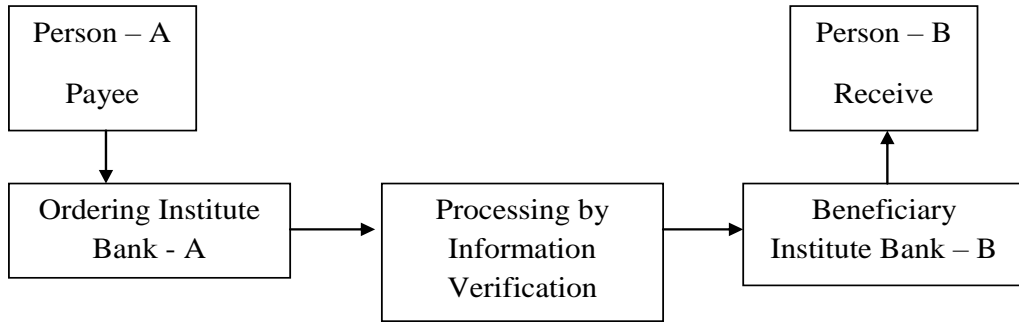 Person – A
Payee
Person – B
Receive
Ordering Institute
Bank - A
Processing by
Information
Verification
Beneficiary
Institute Bank – B